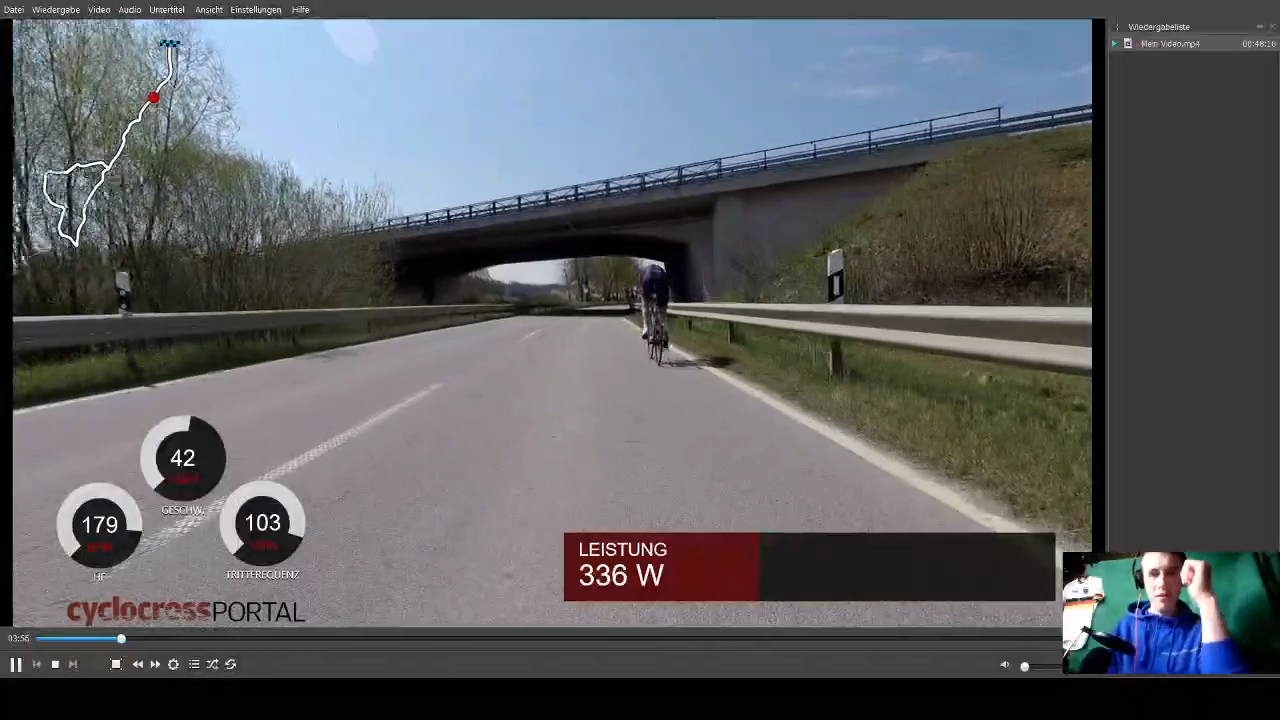 Datei Wiedergabe Video Audio Untertitel Ansicht Einstellungen Hilfe
Wiedergabeliste
Mein Video.mp4 00:48:10
42
GESCHW.
179
HF
103
TRITTFREQUENZ
LEISTUNG
336 W
cyclocrossPORTAL
03:56